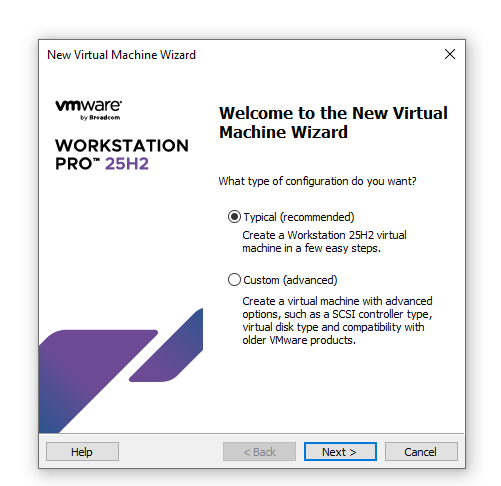 New Virtual Machine Wizard
vmware
by Broadcom
WORKSTATION
PRO™ 25H2
Welcome to the New Virtual
Machine Wizard
What type of configuration do you want?
Typical (recommended)
Create a Workstation 25H2 virtual
machine in a few easy steps.
Custom (advanced)
Create a virtual machine with advanced
options, such as a SCSI controller type,
virtual disk type and compatibility with
older VMware products.
Help
< Back
Next >
Cancel